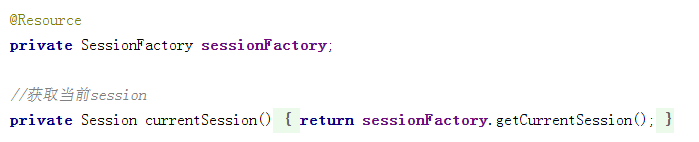 @Resource
private SessionFactory sessionFactory;
//获取当前session
private Session currentSession() { return sessionFactory.getCurrentSession(); }